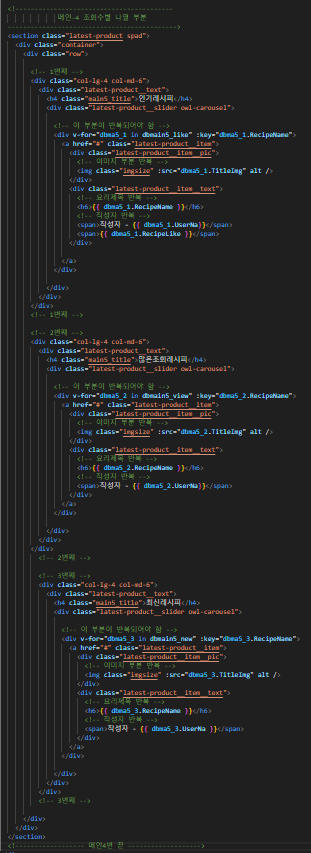 <!--------------------------------------
메인-4 조회수별 나열 부분
---------------------------------------->
<section class="latest-product spad">
<div class="container">
<div class="row">
<!-- 1번째 -->
<div class="col-lg-4 col-md-6">
<div class="latest-product__text">
<h4 class="main5_title">인기레시피</h4>
<div class="latest-product__slider owl-carousel">
<!-- 이 부분이 반복되어야 함 -->
<div v-for="dbma5_1 in dbmain5_like" :key="dbma5_1.RecipeName">
<a href="#" class="latest-product__item">
<div class="latest-product__item__pic">
<!-- 이미지 부분 반복 -->
<img class="imgsize" :src="dbma5_1.TitleImg" alt />
</div>
<div class="latest-product__item__text">
<!-- 요리제목 반복 -->
<h6>{{ dbma5_1.RecipeName }}</h6>
<!-- 작성자 반복 -->
<span>작성자 - {{ dbma5_1.UserNa}}</span>
<span>{{ dbma5_1.RecipeLike }}</span>
</div>
</a>
</div>
</div>
</div>
</div>
<!-- 1번째 -->
<!-- 2번째 -->
<div class="col-lg-4 col-md-6">
<div class="latest-product__text">
<h4 class="main5_title">많은조회레시피</h4>
<div class="latest-product__slider owl-carousel">
<!-- 이 부분이 반복되어야 함 -->
<div v-for="dbma5_2 in dbmain5_view" :key="dbma5_2.RecipeName">
<a href="#" class="latest-product__item">
<div class="latest-product__item__pic">
<!-- 이미지 부분 반복 -->
<img class="imgsize" :src="dbma5_2.TitleImg" alt />
</div>
<div class="latest-product__item__text">
<!-- 요리제목 반복 -->
<h6>{{ dbma5_2.RecipeName }}</h6>
<!-- 작성자 반복 -->
<span>작성자 - {{ dbma5_2.UserNa}}</span>
</div>
</a>
</div>
</div>
</div>
</div>
<!-- 2번째 -->
<!-- 3번째 -->
<div class="col-lg-4 col-md-6">
<div class="latest-product__text">
<h4 class="main5_title">최신레시피</h4>
<div class="latest-product__slider owl-carousel">
<!-- 이 부분이 반복되어야 함 -->
<div v-for="dbma5_3 in dbmain5_new" :key="dbma5_3.RecipeName">
<a href="#" class="latest-product__item">
<div class="latest-product__item__pic">
<!-- 이미지 부분 반복 -->
<img class="imgsize" :src="dbma5_3.TitleImg" alt />
</div>
<div class="latest-product__item__text">
<!-- 요리제목 반복 -->
<h6>{{ dbma5_3.RecipeName }}</h6>
<!-- 작성자 반복 -->
<span>작성자 - {{ dbma5_3.UserNa }}</span>
</div>
</a>
</div>
</div>
</div>
</div>
<!-- 3번째 -->
</div>
</div>
</section>
<!----------------- 메인4번 끝 ------------------>